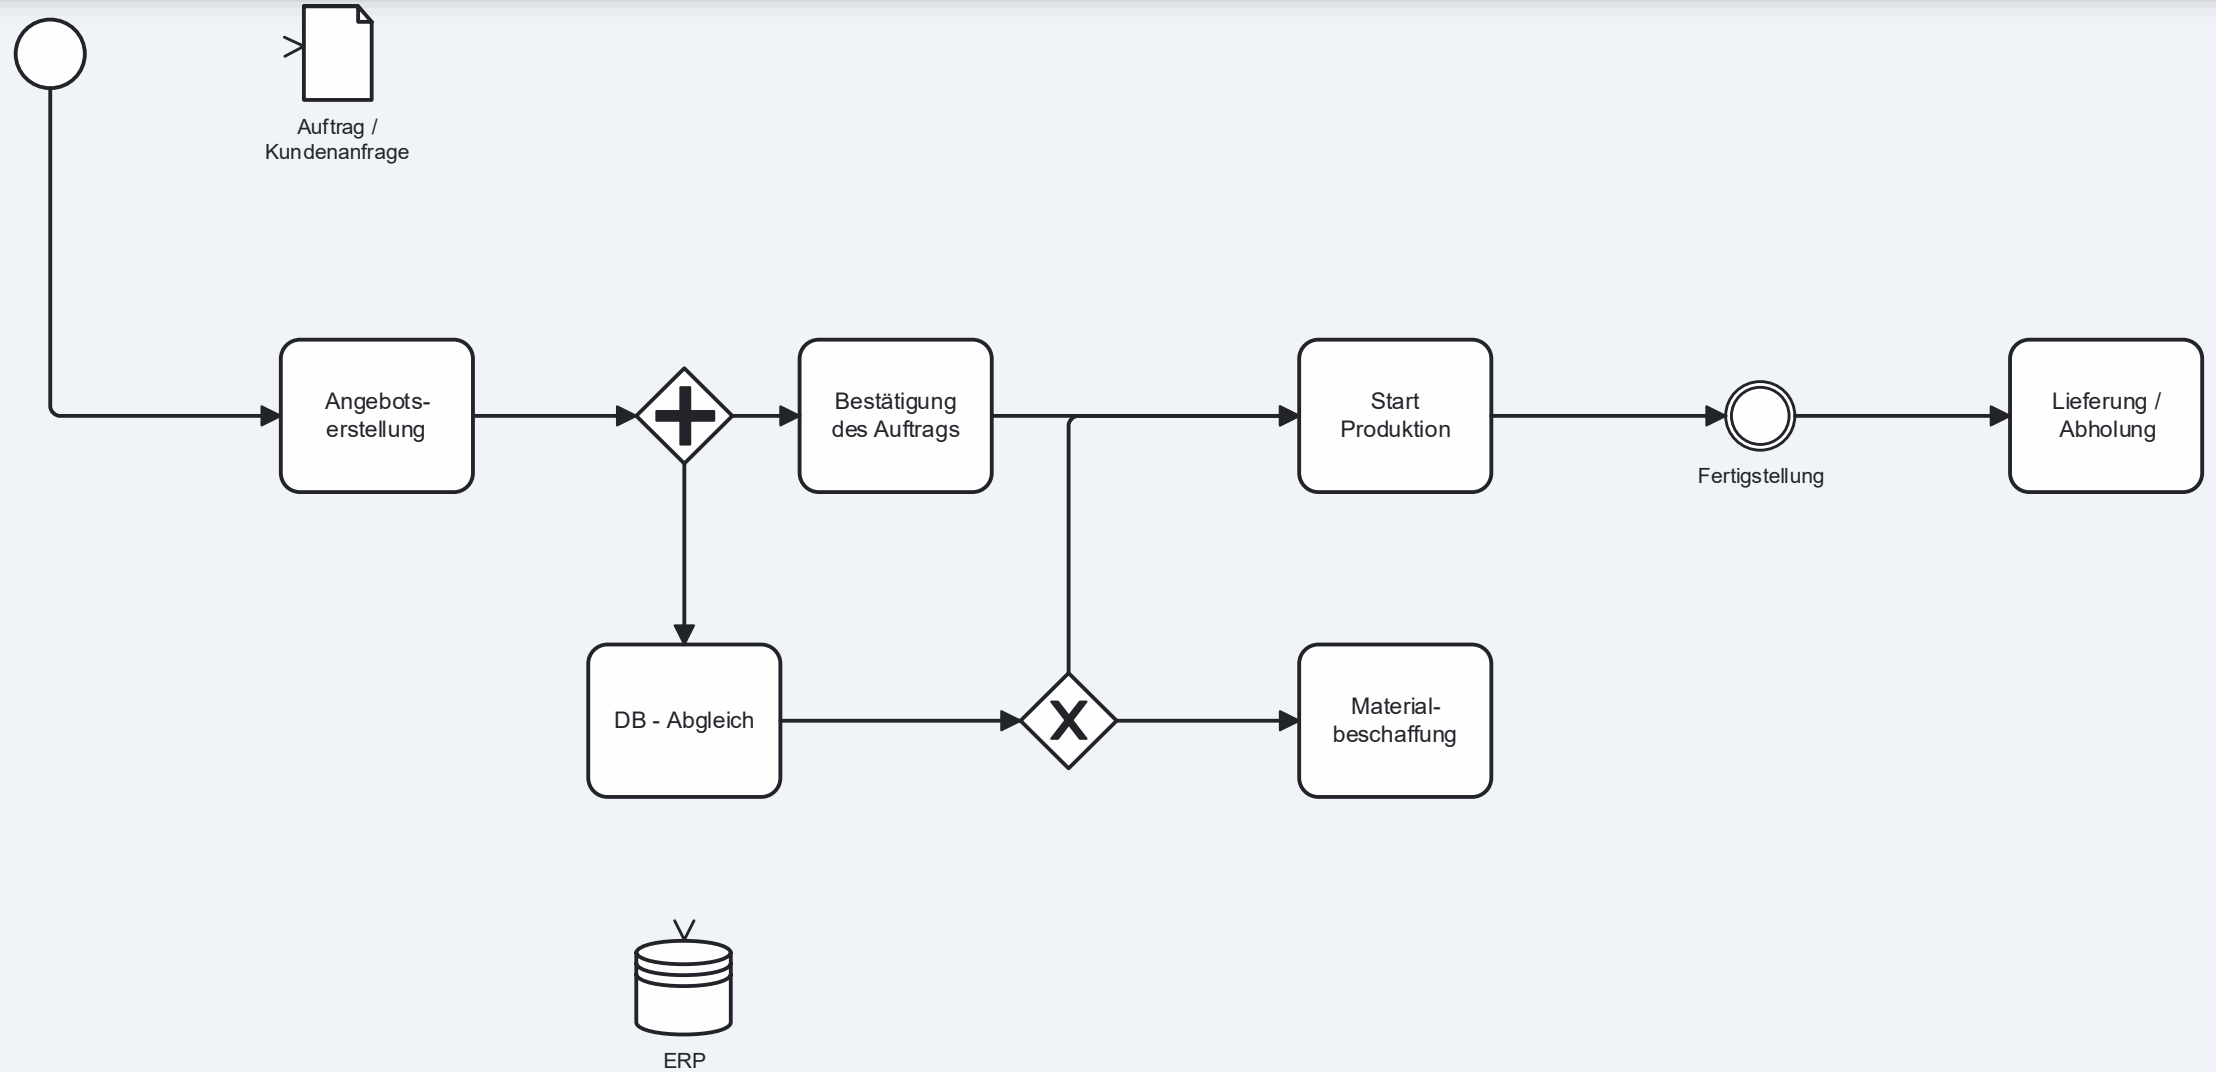 Auftrag /
Kundenanfrage
Angebots-
erstellung
Bestätigung
des Auftrags
Start
Produktion
Fertigstellung
Lieferung /
Abholung
DB - Abgleich
X
Material-
beschaffung
ERP